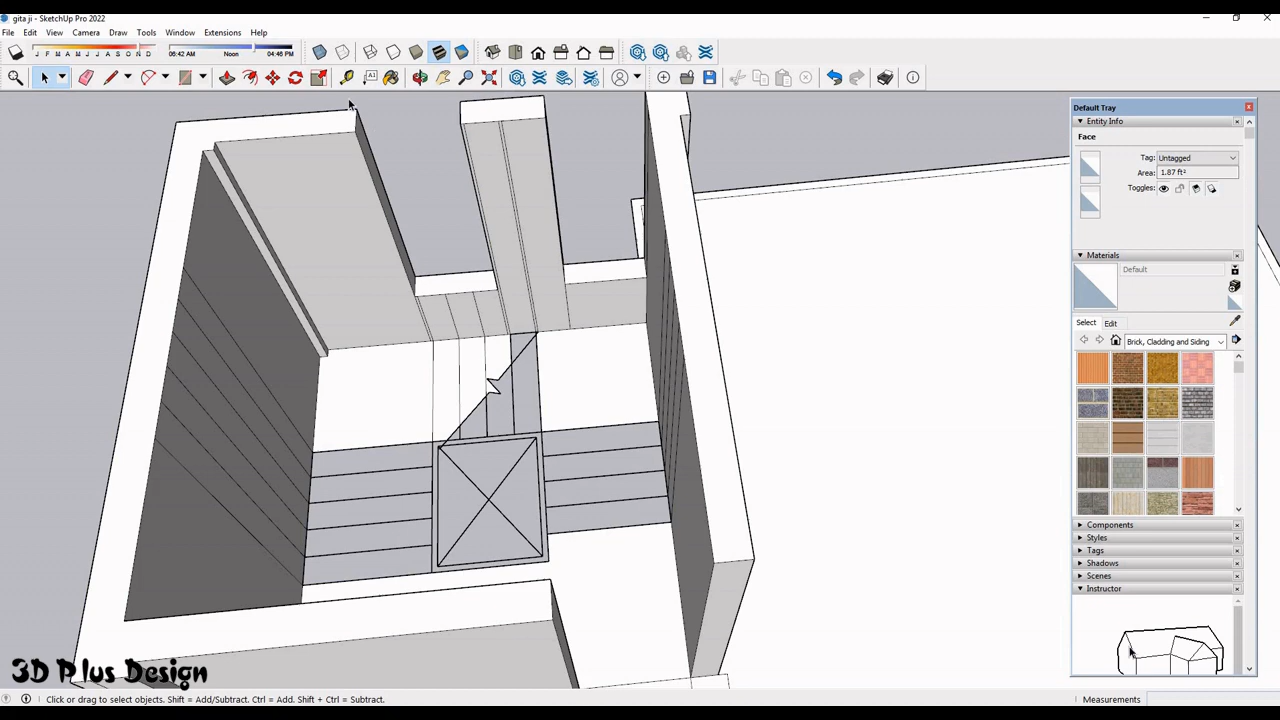 gita ji - SketchUp Pro 2022
File Edit View Camera Draw Tools Window Extensions Help
J F M A M J J A S O N D
06:42 AM Noon 04:46 PM
Default Tray
Entity Info
Face
Tag: Untagged
Area: 1.87 ft²
Toggles:
Materials
Default
Select Edit
Brick, Cladding and Siding
Components
Styles
Tags
Shadows
Scenes
Instructor
3D Plus Design
Click or drag to select objects. Shift = Add/Subtract. Ctrl = Add. Shift + Ctrl = Subtract.
Measurements